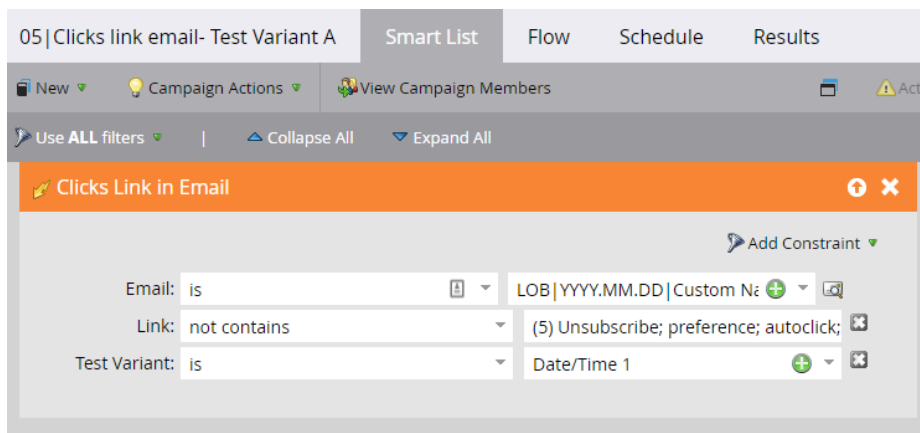 05|Clicks link email- Test Variant A Smart List Flow Schedule Results
New Campaign Actions View Campaign Members Act
Use ALL filters | Collapse All Expand All
Clicks Link in Email
Add Constraint
Email: is LOB|YYYY.MM.DD|Custom Na
Link: not contains (5) Unsubscribe; preference; autoclick;
Test Variant: is Date/Time 1